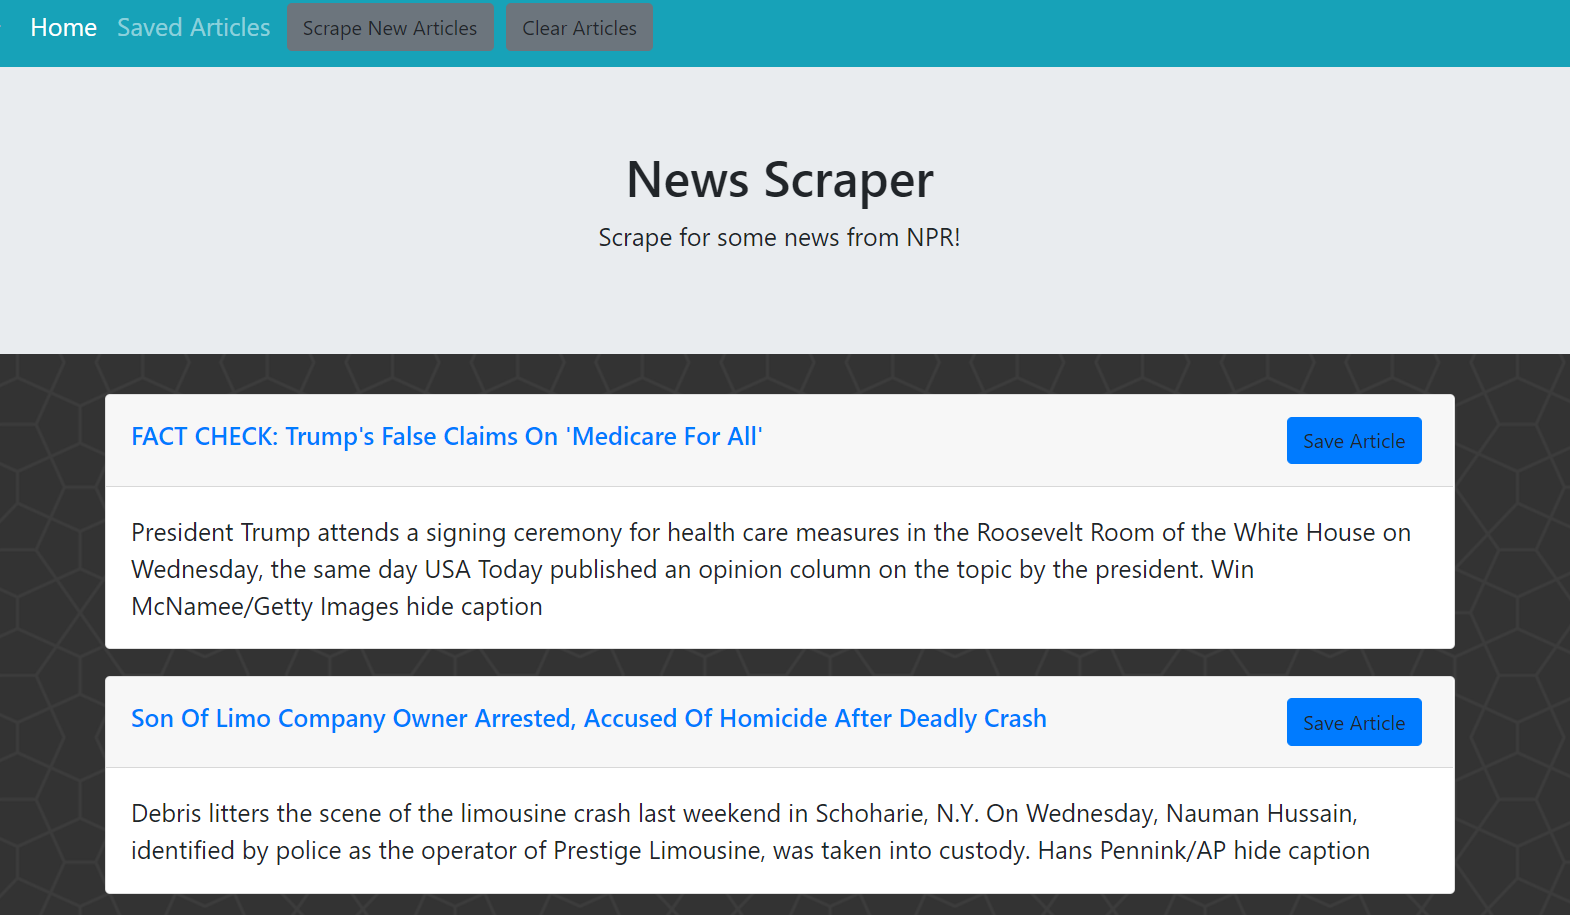 Home Saved Articles Scrape New Articles Clear Articles
News Scraper
Scrape for some news from NPR!
FACT CHECK: Trump's False Claims On 'Medicare For All' Save Article
President Trump attends a signing ceremony for health care measures in the Roosevelt Room of the White House on
Wednesday, the same day USA Today published an opinion column on the topic by the president. Win
McNamee/Getty Images hide caption
Son Of Limo Company Owner Arrested, Accused Of Homicide After Deadly Crash Save Article
Debris litters the scene of the limousine crash last weekend in Schoharie, N.Y. On Wednesday, Nauman Hussain,
identified by police as the operator of Prestige Limousine, was taken into custody. Hans Pennink/AP hide caption